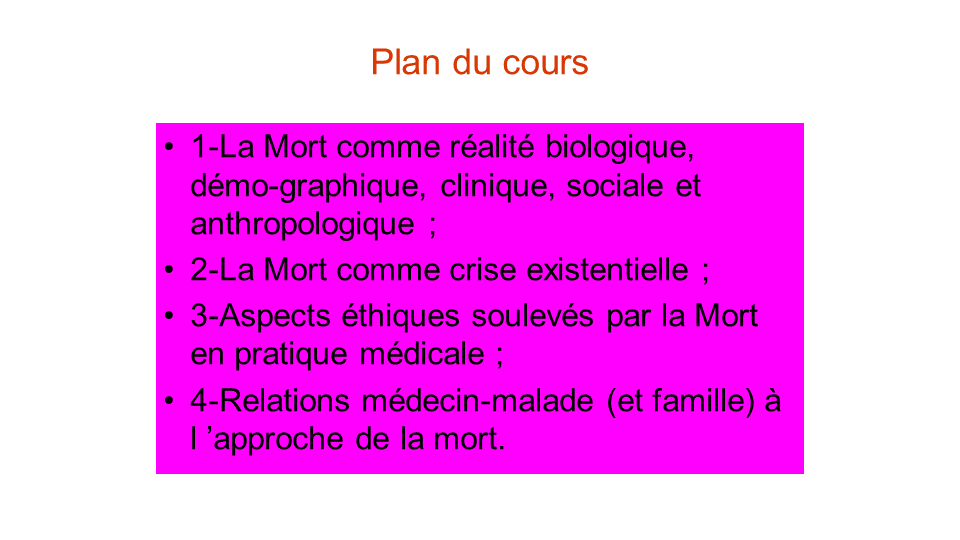 Plan du cours
• 1-La Mort comme réalité biologique,
démo-graphique, clinique, sociale et
anthropologique ;
• 2-La Mort comme crise existentielle ;
• 3-Aspects éthiques soulevés par la Mort
en pratique médicale ;
• 4-Relations médecin-malade (et famille) à
l ’approche de la mort.